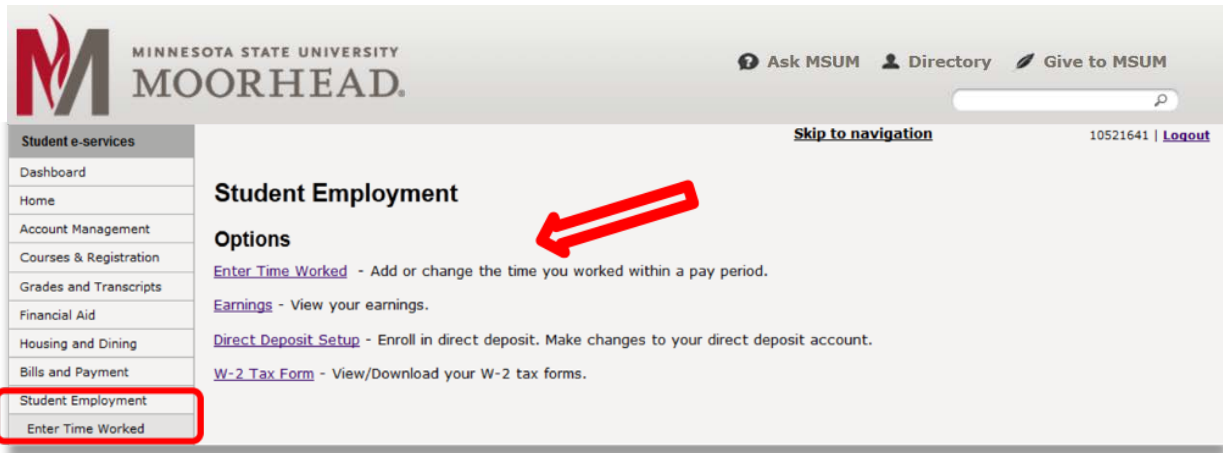 MINNESOTA STATE UNIVERSITY
MOORHEAD.
Ask MSUM Directory Give to MSUM
Skip to navigation
10521641 | Logout
Student e-services
Dashboard
Home
Account Management
Courses & Registration
Grades and Transcripts
Financial Aid
Housing and Dining
Bills and Payment
Student Employment
Enter Time Worked
Student Employment
Options
Enter Time Worked - Add or change the time you worked within a pay period.
Earnings - View your earnings.
Direct Deposit Setup - Enroll in direct deposit. Make changes to your direct deposit account.
W-2 Tax Form - View/Download your W-2 tax forms.